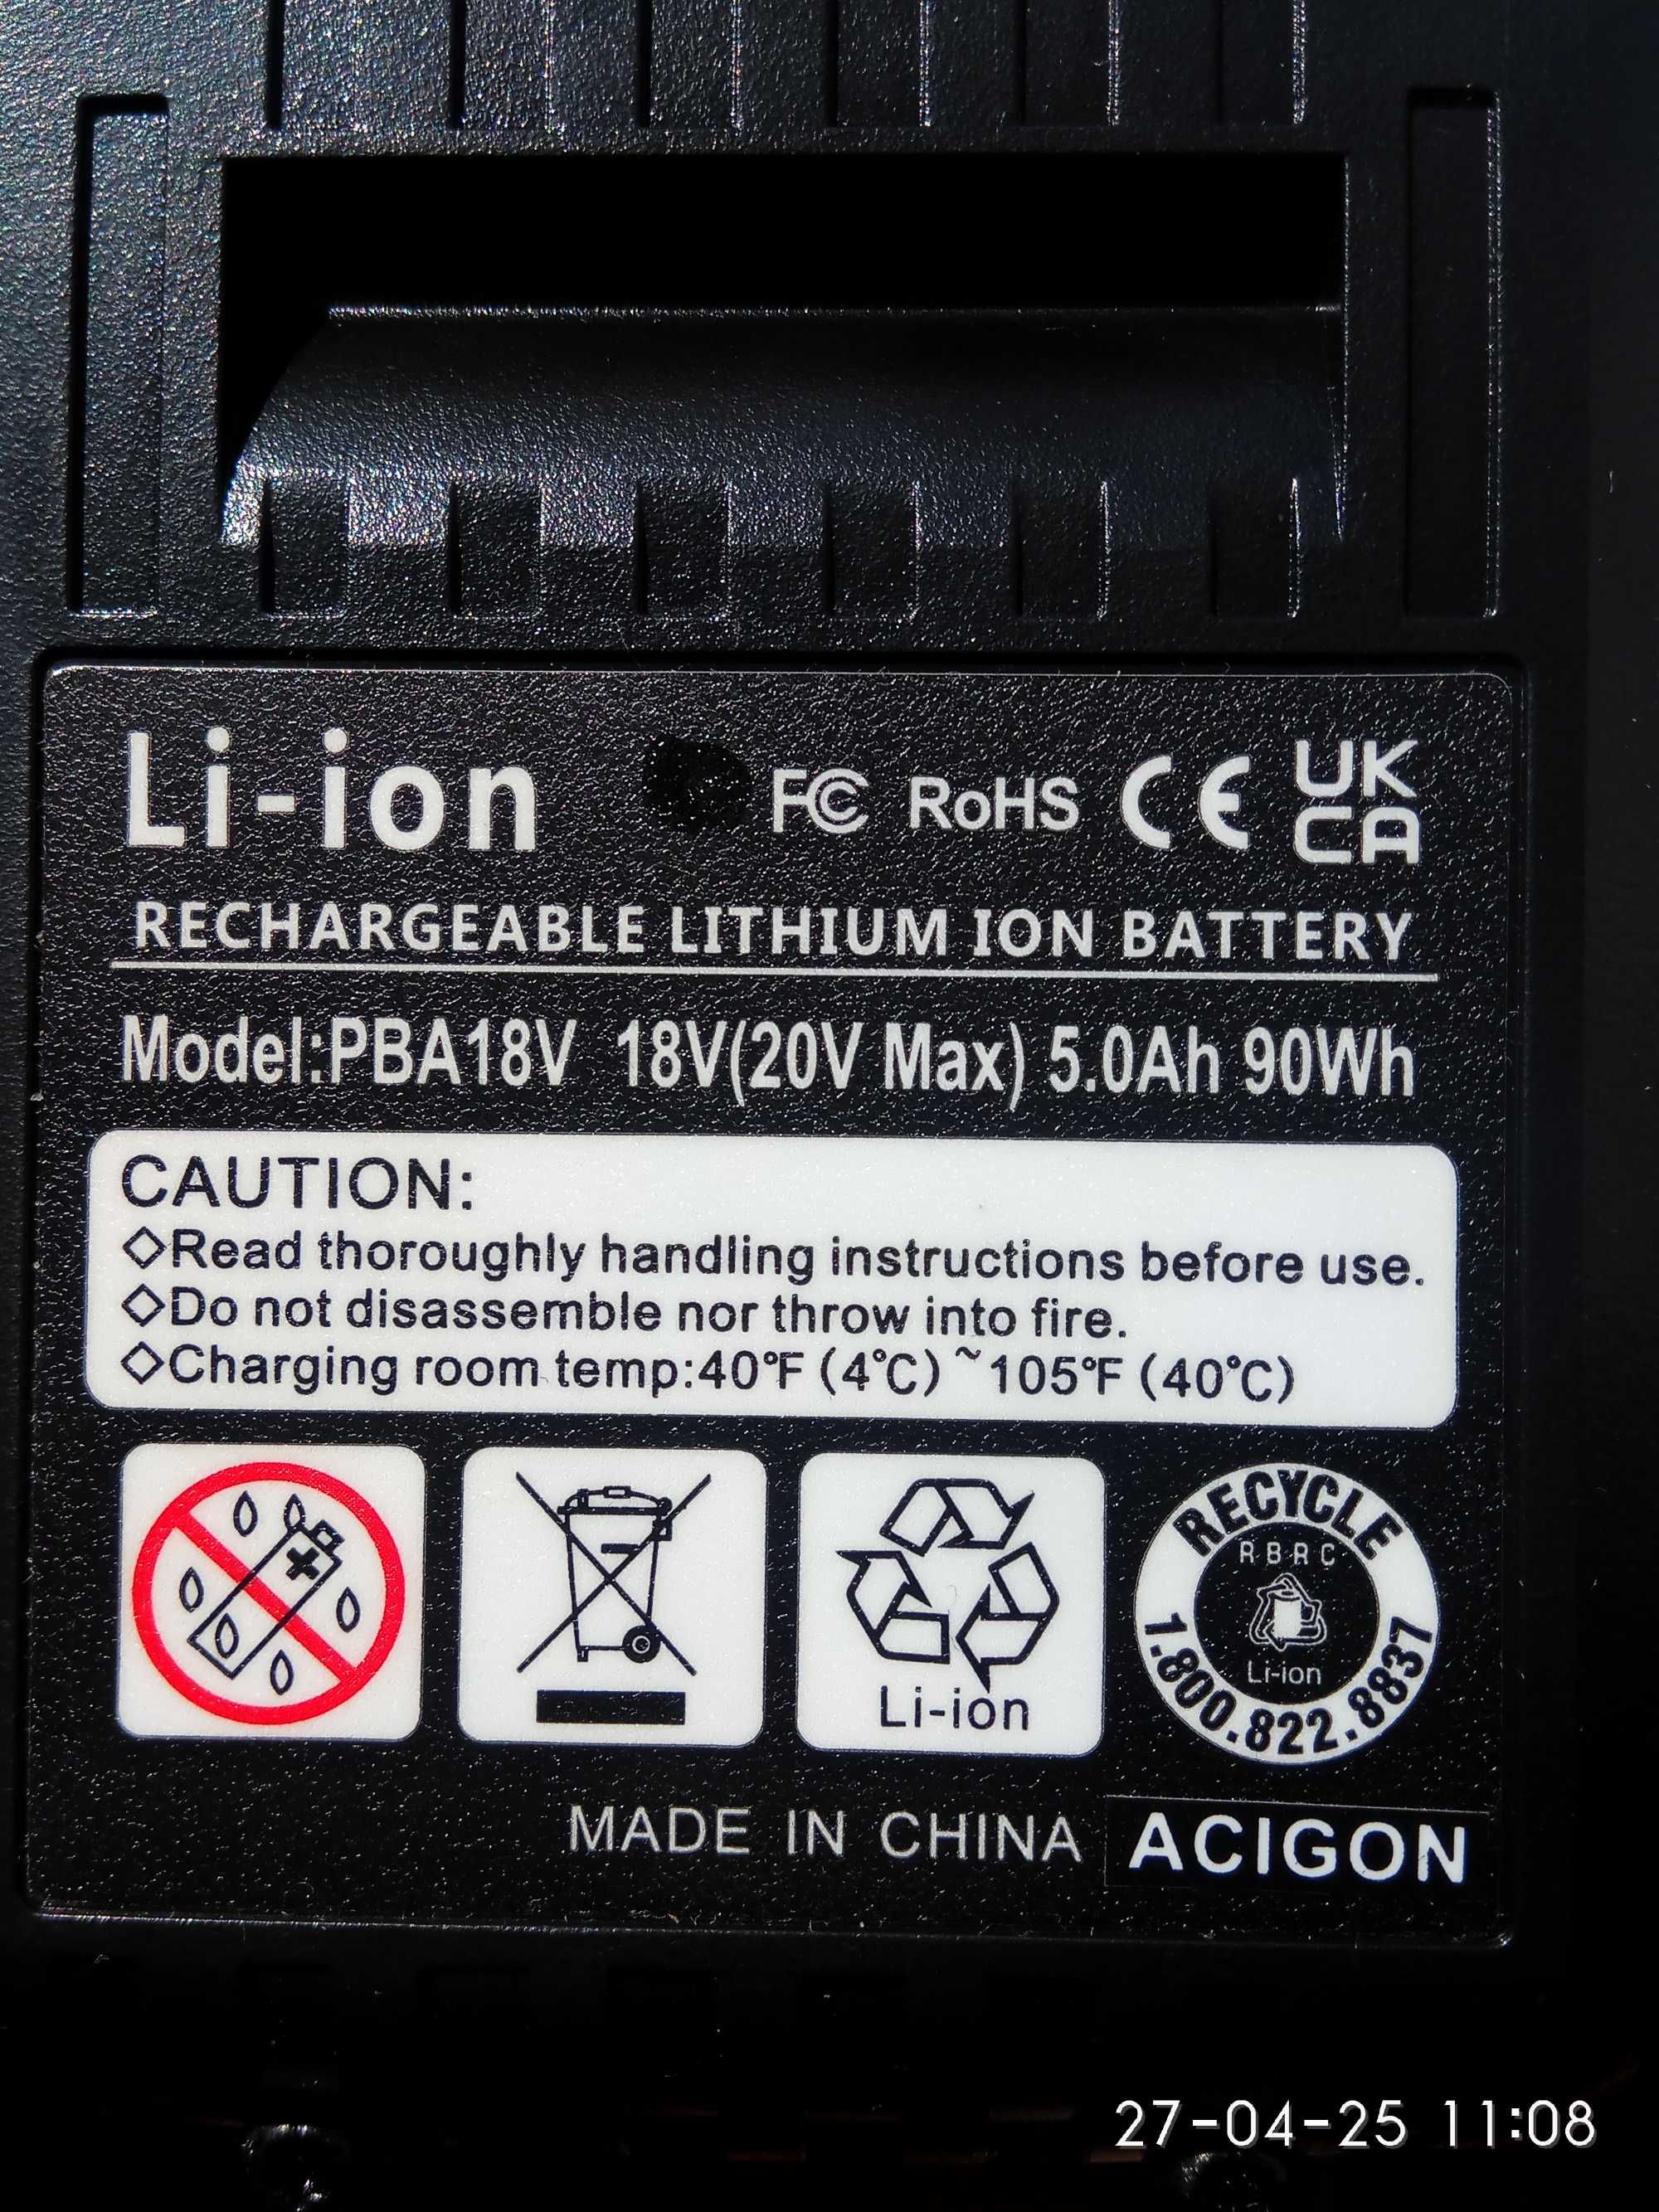 Li-ion FC RoHS CE UK CA
RECHARGEABLE LITHIUM ION BATTERY
Model:PBA18V 18V(20V Max) 5.0Ah 90Wh
CAUTION:
◇Read thoroughly handling instructions before use.
◇Do not disassemble nor throw into fire.
◇Charging room temp:40°F (4°C) ~105°F (40°C)
Li-ion
RECYCLE
RBRC
Li-ion
1.800.822.8837
MADE IN CHINA ACIGON
27-04-25 11:08